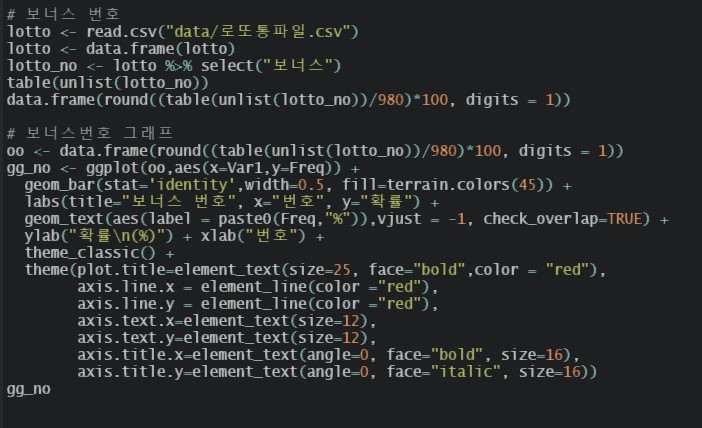 # 보너스 번호
lotto <- read.csv("data/로또통파일.csv")
lotto <- data.frame(lotto)
lotto_no <- lotto %>% select("보너스")
table(unlist(lotto_no))
data.frame(round((table(unlist(lotto_no))/980)*100, digits = 1))

# 보너스번호 그래프
oo <- data.frame(round((table(unlist(lotto_no))/980)*100, digits = 1))
gg_no <- ggplot(oo,aes(x=Var1,y=Freq)) +
  geom_bar(stat='identity',width=0.5, fill=terrain.colors(45)) +
  labs(title="보너스 번호", x="번호", y="확률") +
  geom_text(aes(label = paste0(Freq,"%")),vjust = -1, check_overlap=TRUE) +
  ylab("확률\n(%)") + xlab("번호") +
  theme_classic() +
  theme(plot.title=element_text(size=25, face="bold",color = "red"),
        axis.line.x = element_line(color ="red"),
        axis.line.y = element_line(color ="red"),
        axis.text.x=element_text(size=12),
        axis.text.y=element_text(size=12),
        axis.title.x=element_text(angle=0, face="bold", size=16),
        axis.title.y=element_text(angle=0, face="italic", size=16))
gg_no